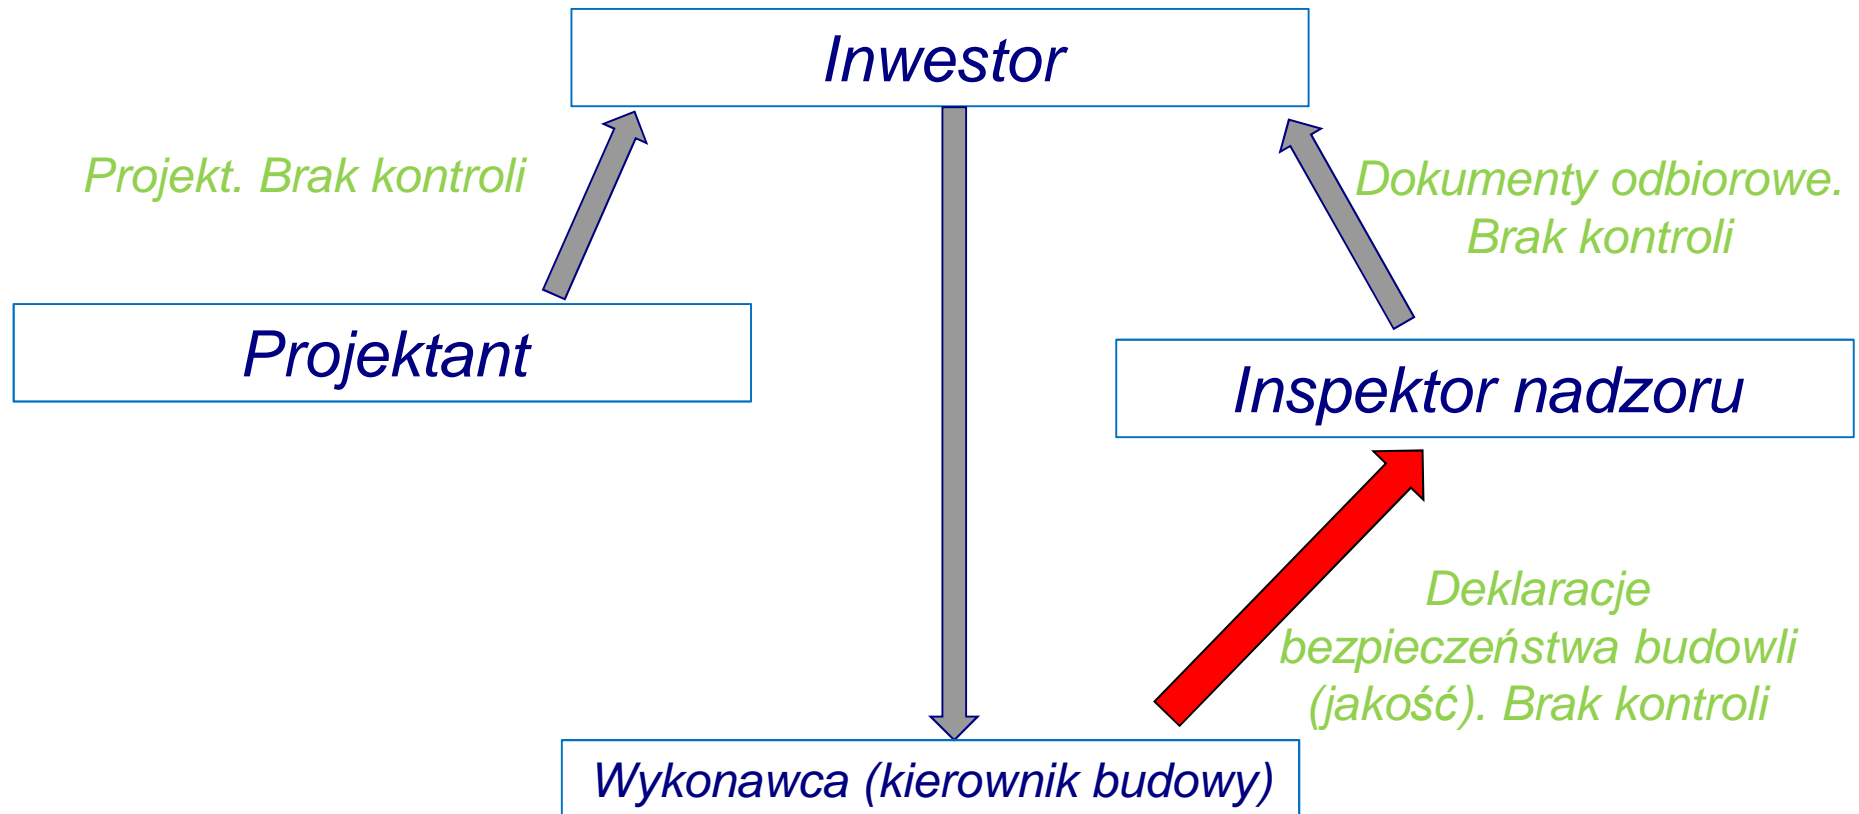 Inwestor
Projekt. Brak kontroli
Dokumenty odbiorowe.
Brak kontroli
Projektant
Inspektor nadzoru
Deklaracje
bezpieczeństwa budowli
(jakość). Brak kontroli
Wykonawca (kierownik budowy)